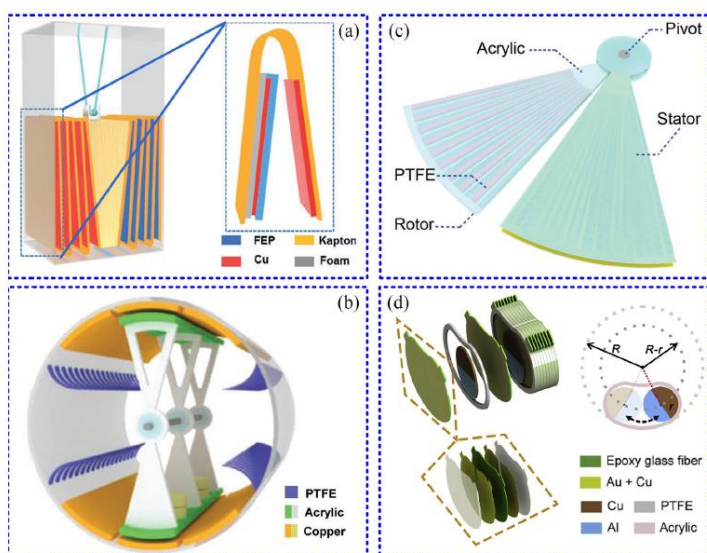 (a)
FEP
Kapton
Cu
Foam
(c)
Pivot
Acrylic
Stator
PTFE
Rotor
(b)
PTFE
Acrylic
Copper
(d)
R
R-r
r
Epoxy glass fiber
Au + Cu
Cu
PTFE
Al
Acrylic